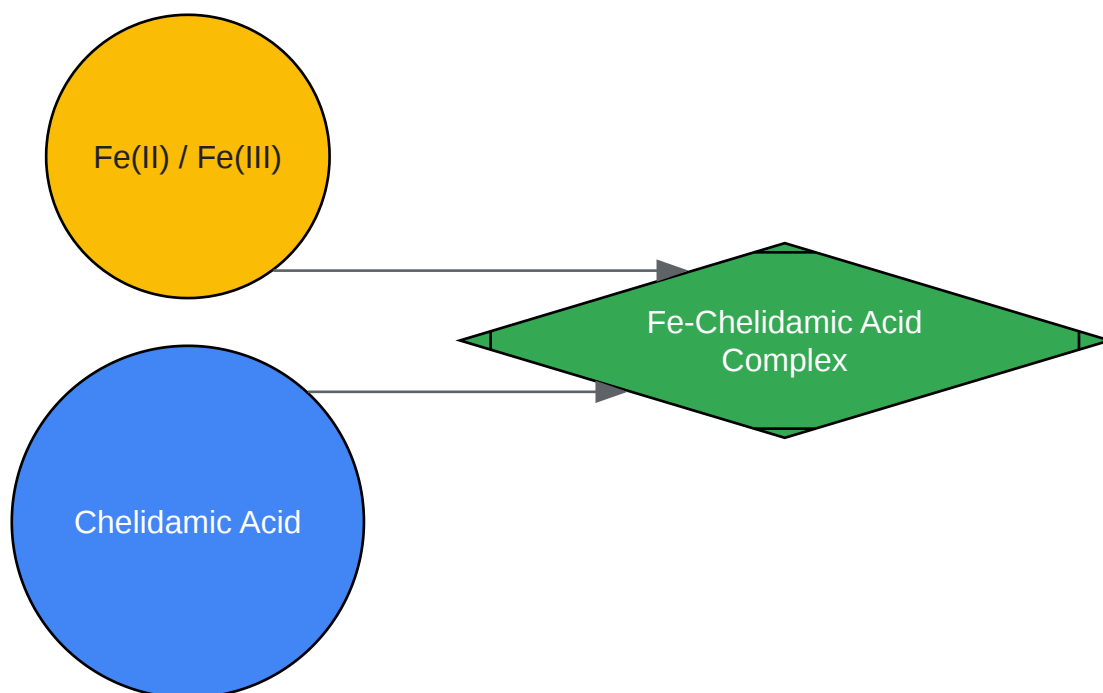 Fe(II) / Fe(III)
Fe-Chelidamic Acid
Complex
Chelidamic Acid